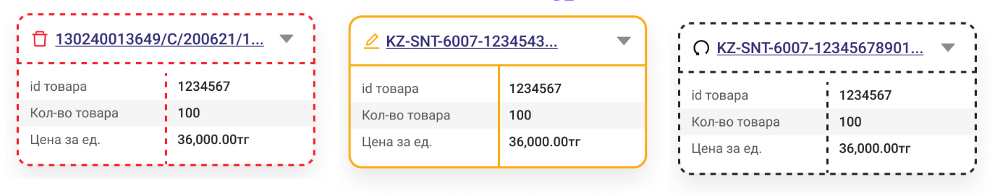 130240013649/C/200621/1...
id товара 1234567
Кол-во товара 100
Цена за ед. 36,000.00тг
KZ-SNT-6007-1234543...
id товара 1234567
Кол-во товара 100
Цена за ед. 36,000.00тг
KZ-SNT-6007-12345678901...
id товара 1234567
Кол-во товара 100
Цена за ед. 36,000.00тг